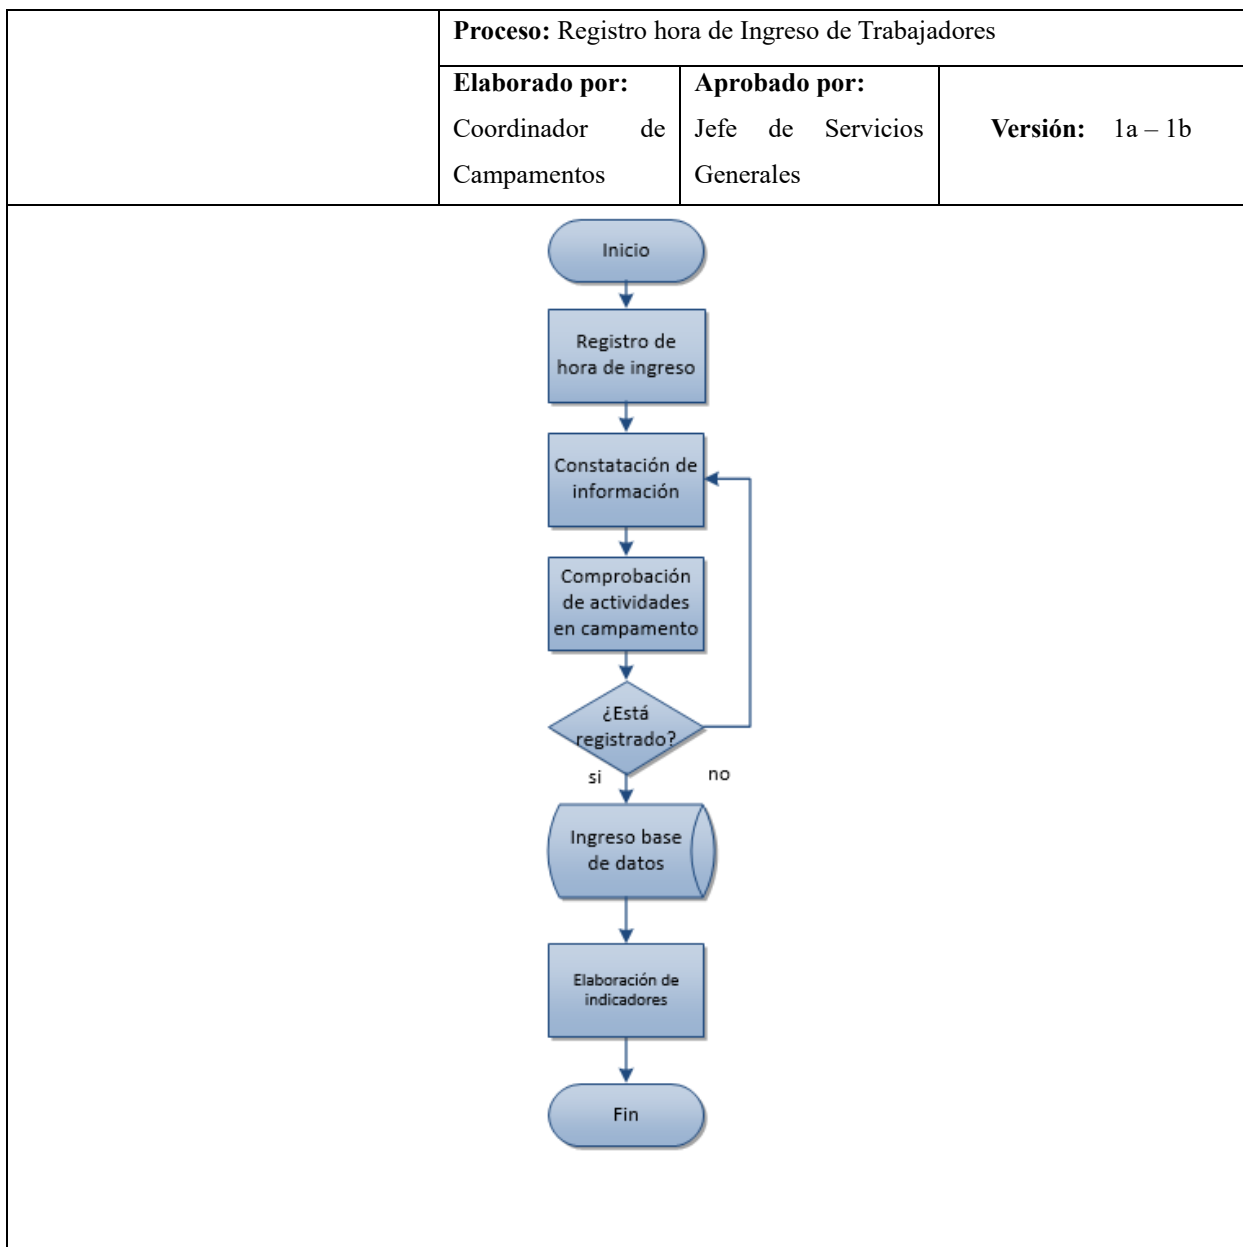 Proceso: Registro hora de Ingreso de Trabajadores
Elaborado por:
Coordinador de
Campamentos
Aprobado por:
Jefe de Servicios
Generales
Versión: 1a – 1b
Inicio
Registro de
hora de ingreso
Constatación de
información
Comprobación
de actividades
en campamento
¿Está
registrado?
si
no
Ingreso base
de datos
Elaboración de
indicadores
Fin